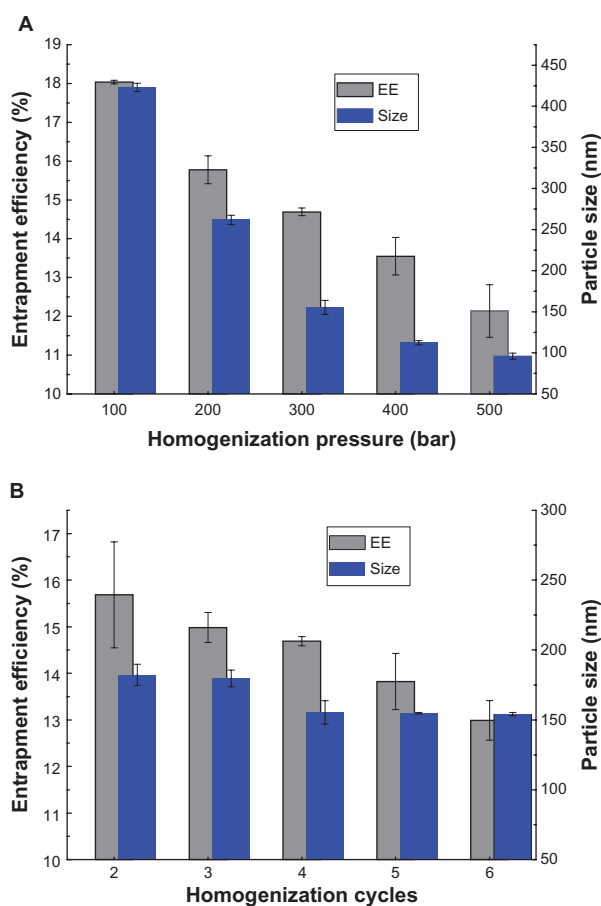 A
Entrapment efficiency (%)
19
18
17
16
15
14
13
12
11
10
EE
Size
450
400
350
300
250
200
150
100
50
Particle size (nm)
100 200 300 400 500
Homogenization pressure (bar)
B
Entrapment efficiency (%)
17
16
15
14
13
12
11
10
EE
Size
300
250
200
150
100
50
Particle size (nm)
2 3 4 5 6
Homogenization cycles